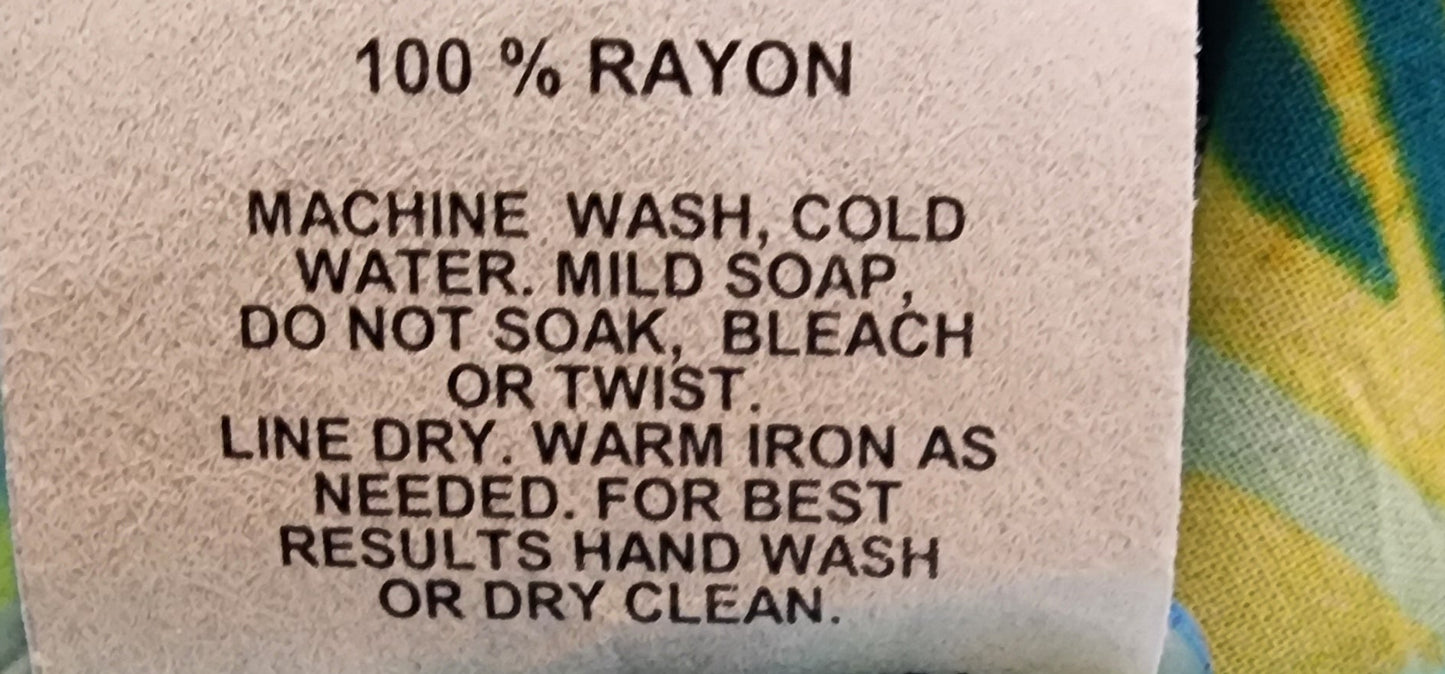 100 % RAYON
MACHINE WASH, COLD
WATER. MILD SOAP,
DO NOT SOAK, BLEACH
OR TWIST.
LINE DRY. WARM IRON AS
NEEDED. FOR BEST
RESULTS HAND WASH
OR DRY CLEAN.